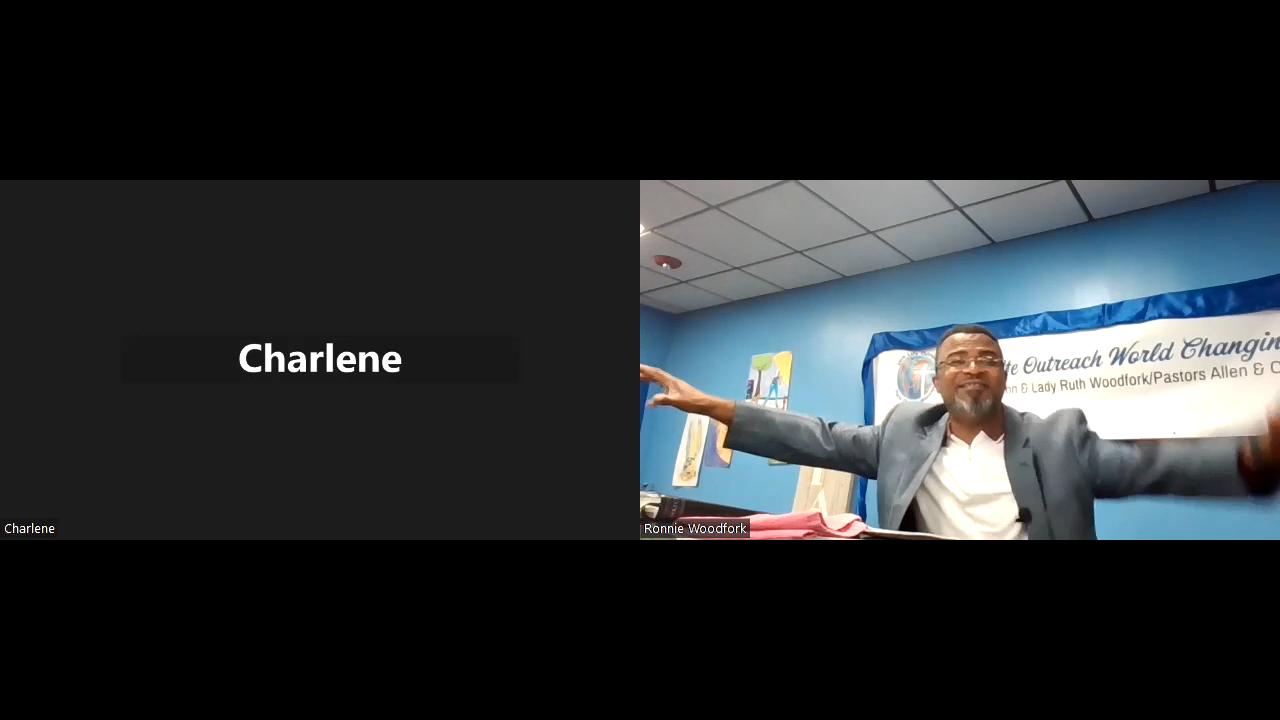 Charlene
Charlene
Outreach World Changin
& Lady Ruth Woodfork/Pastors Allen &
Ronnie Woodfork